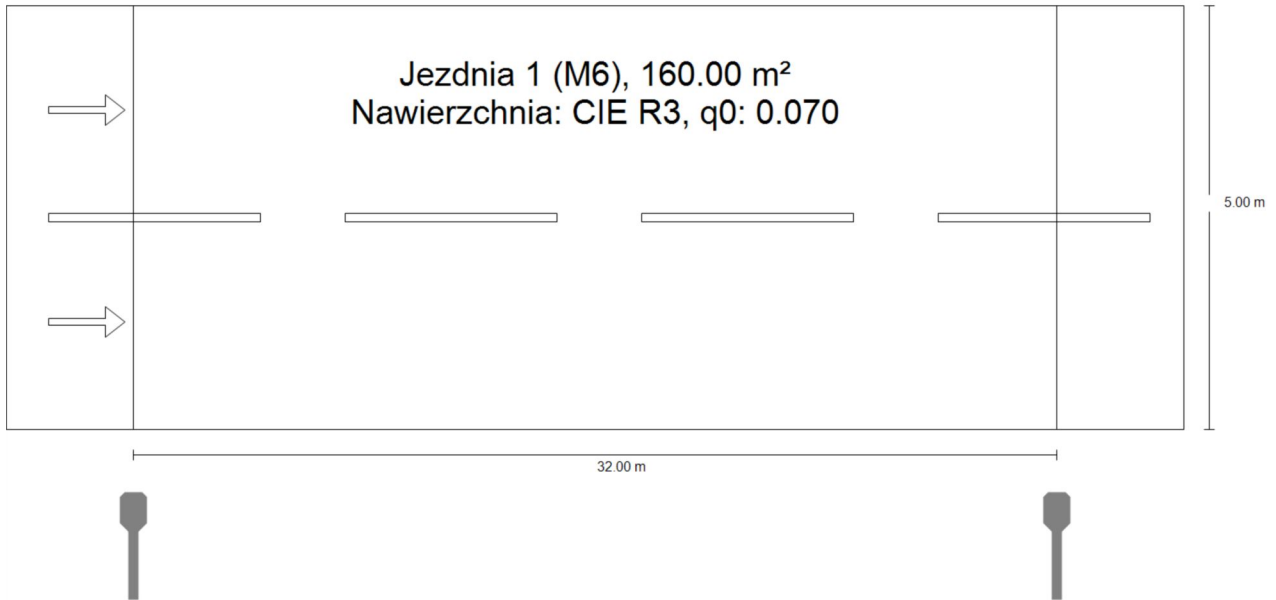 Jezdnia 1 (M6), 160.00 m²
Nawierzchnia: CIE R3, q0: 0.070
5.00 m
32.00 m